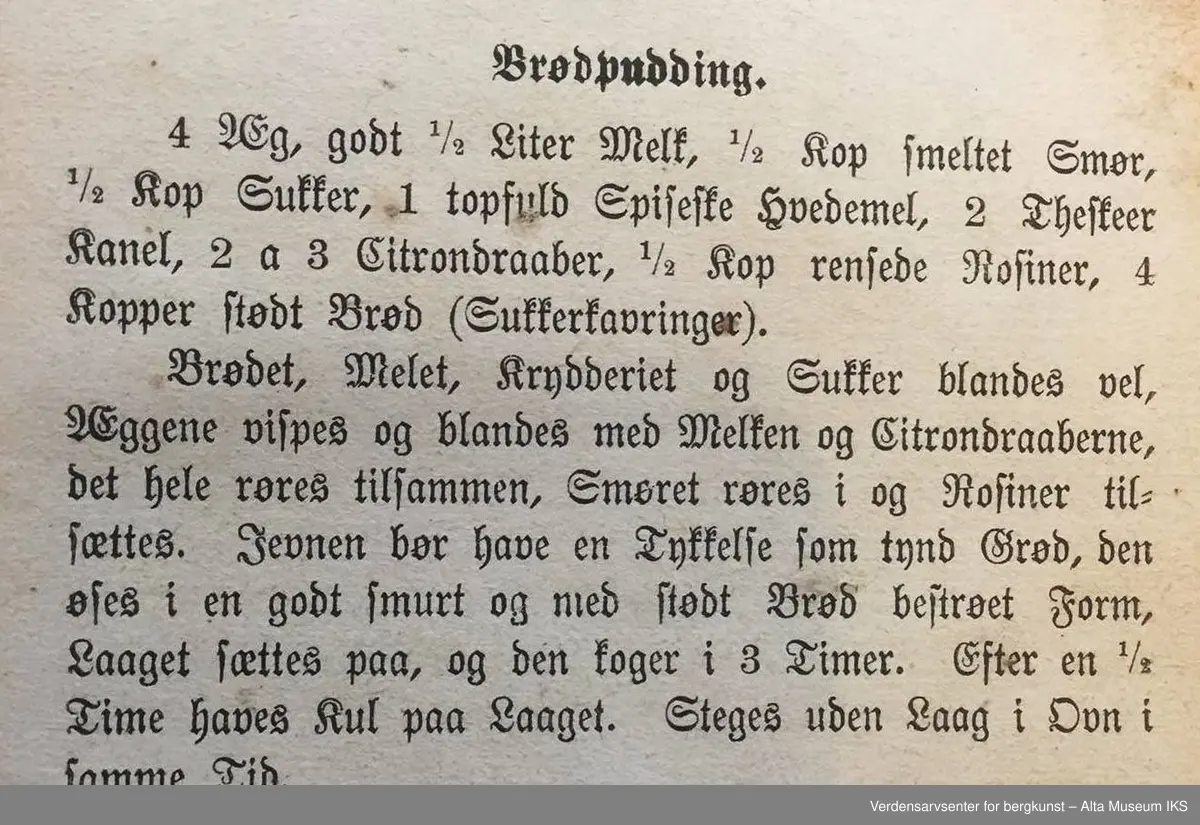 Brødpudding.
4 Æg, godt ½ Liter Melk, ½ Kop smeltet Smør,
½ Kop Sukker, 1 topfuld Spiseske Hvedemel, 2 Theskeer
Kanel, 2 a 3 Citrondraaber, ½ Kop rensede Rosiner, 4
Kopper stødt Brød (Sukkerkavringer).
Brødet, Melet, Krydderiet og Sukker blandes vel,
Æggene vispes og blandes med Melken og Citrondraaberne,
det hele røres tilsammen, Smøret røres i og Rosiner til-
sættes. Jevnen bør have en Tykkelse som tynd Grød, den
øses i en godt smurt og med stødt Brød bestrøet Form,
Laaget sættes paa, og den koger i 3 Timer. Efter en ½
Time haves Kul paa Laaget. Steges uden Laag i Ovn i
samme Tid.
Verdensarvsenter for bergkunst – Alta Museum IKS